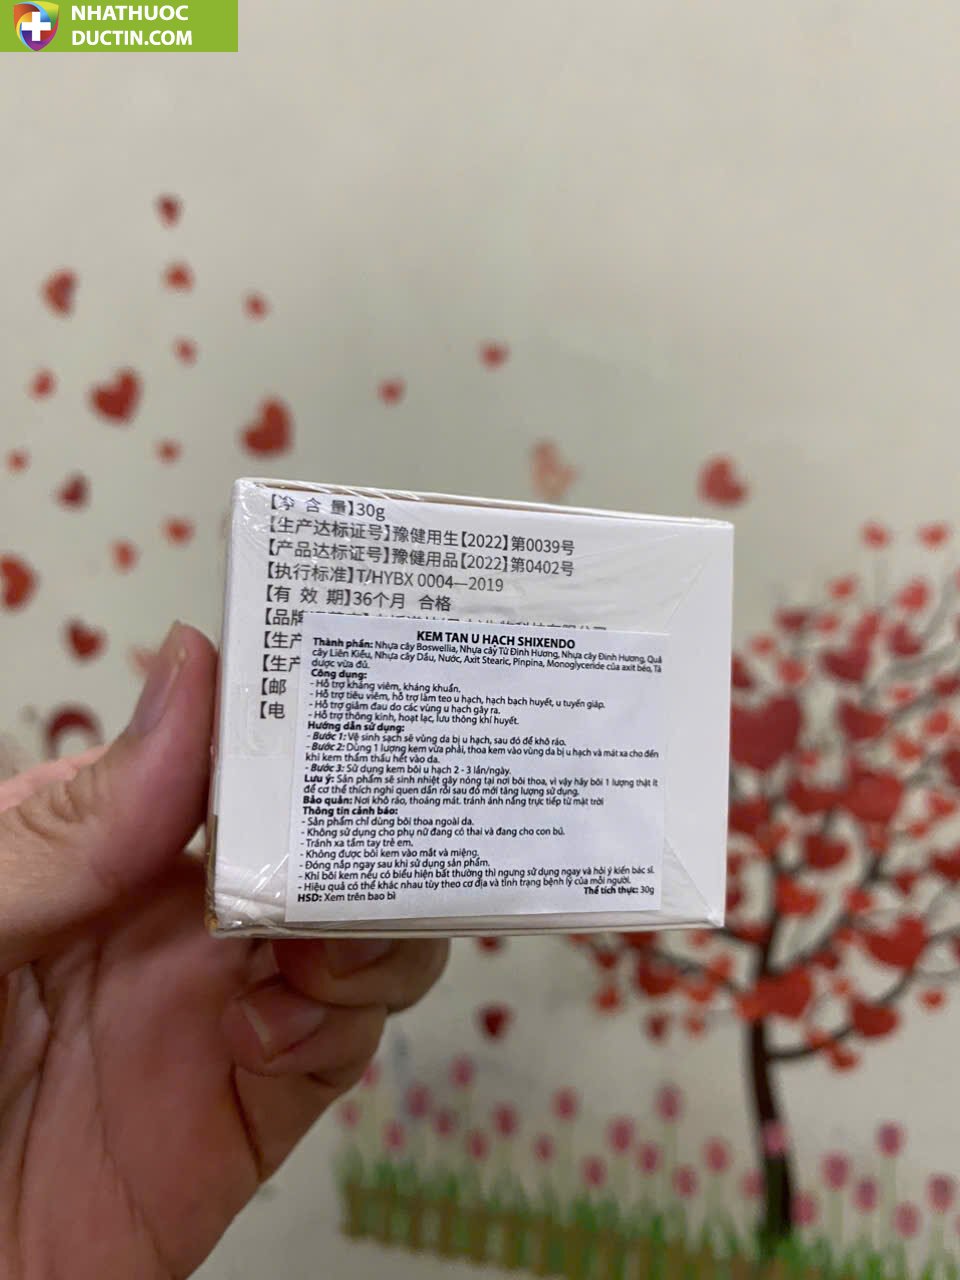 NHATHUOC
DUCTIN.COM
【净 含 量】30g
【生产达标证号】豫健用生【2022】第0039号
【产品达标证号】豫健用品【2022】第0402号
【执行标准】T/HYBX 0004—2019
【有 效 期】36个月 合格
【品牌
【生产
【生产
【邮
【电
KEM TAN U HẠCH SHIXENDO
Thành phần: Nhựa cây Boswellia, Nhựa cây Tử Đinh Hương, Nhựa cây Đinh Hương, Quả
cây Liên Kiều, Nhựa cây Dầu, Nước, Axit Stearic, Pinpina, Monoglyceride của axit béo, Tá
dược vừa đủ.
Công dụng:
- Hỗ trợ kháng viêm, kháng khuẩn.
- Hỗ trợ tiêu viêm, hỗ trợ làm teo u hạch, hạch bạch huyết, u tuyến giáp.
- Hỗ trợ giảm đau do các vùng u hạch gây ra.
- Hỗ trợ thông kinh, hoạt lạc, lưu thông khí huyết.
Hướng dẫn sử dụng:
- Bước 1: Vệ sinh sạch sẽ vùng da bị u hạch, sau đó để khô ráo.
- Bước 2: Dùng 1 lượng kem vừa phải, thoa kem vào vùng da bị u hạch và mát xa cho đến
khi kem thẩm thấu hết vào da.
- Bước 3: Sử dụng kem bôi u hạch 2 - 3 lần/ngày.
Lưu ý: Sản phẩm sẽ sinh nhiệt gây nóng tại nơi bôi thoa, vì vậy hãy bôi 1 lượng thật ít
để cơ thể thích nghi quen dần rồi sau đó mới tăng lượng sử dụng.
Bảo quản: Nơi khô ráo, thoáng mát. tránh ánh nắng trực tiếp từ mặt trời
Thông tin cảnh báo:
- Sản phẩm chỉ dùng bôi thoa ngoài da.
- Không sử dụng cho phụ nữ đang có thai và đang cho con bú.
- Tránh xa tầm tay trẻ em.
- Không được bôi kem vào mắt và miệng.
- Đóng nắp ngay sau khi sử dụng sản phẩm.
- Khi bôi kem nếu có biểu hiện bất thường thì ngưng sử dụng ngay và hỏi ý kiến bác sĩ.
- Hiệu quả có thể khác nhau tùy theo cơ địa và tình trạng bệnh lý của mỗi người.
Thể tích thực: 30g
HSD: Xem trên bao bì